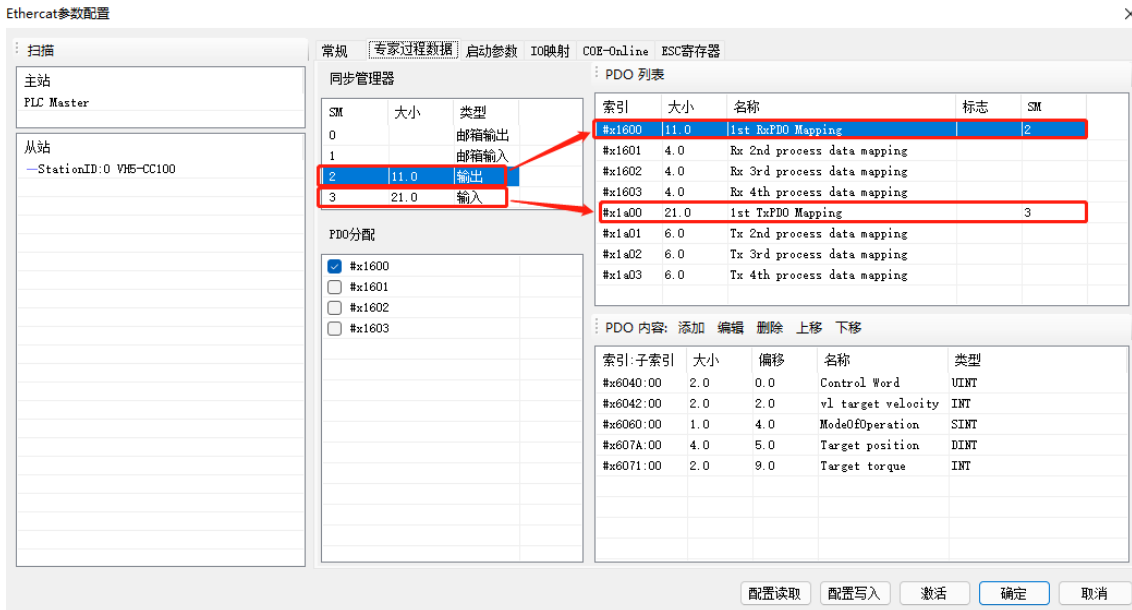 Ethercat参数配置
扫描
主站
PLC Master
从站
StationID:0 VH5-CC100
常规 专家过程数据 启动参数 IO映射 COE-Online ESC寄存器
同步管理器
SM 大小 类型
0 邮箱输出
1 邮箱输入
2 11.0 输出
3 21.0 输入
PDO分配
#x1600
#x1601
#x1602
#x1603
PDO 列表
索引 大小 名称 标志 SM
#x1600 11.0 1st RxPDO Mapping 2
#x1601 4.0 Rx 2nd process data mapping
#x1602 4.0 Rx 3rd process data mapping
#x1603 4.0 Rx 4th process data mapping
#x1a00 21.0 1st TxPDO Mapping 3
#x1a01 6.0 Tx 2nd process data mapping
#x1a02 6.0 Tx 3rd process data mapping
#x1a03 6.0 Tx 4th process data mapping
PDO 内容: 添加 编辑 删除 上移 下移
索引:子索引 大小 偏移 名称 类型
#x6040:00 2.0 0.0 Control Word UINT
#x6042:00 2.0 2.0 vl target velocity INT
#x6060:00 1.0 4.0 ModeOfOperation SINT
#x607A:00 4.0 5.0 Target position DINT
#x6071:00 2.0 9.0 Target torque INT
配置读取 配置写入 激活 确定 取消